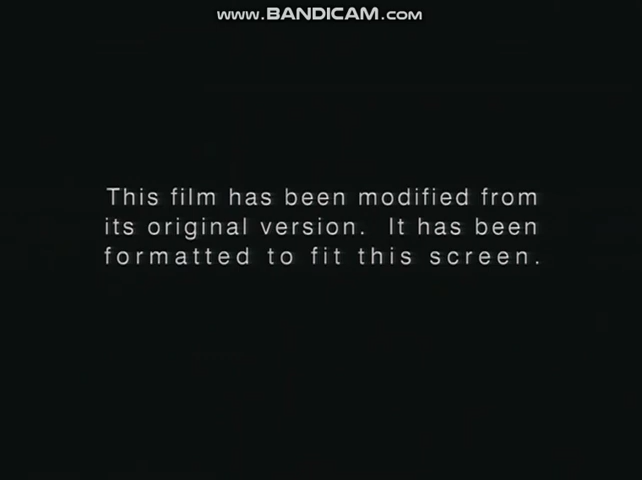 www.BANDICAM.com
This film has been modified from
its original version. It has been
formatted to fit this screen.